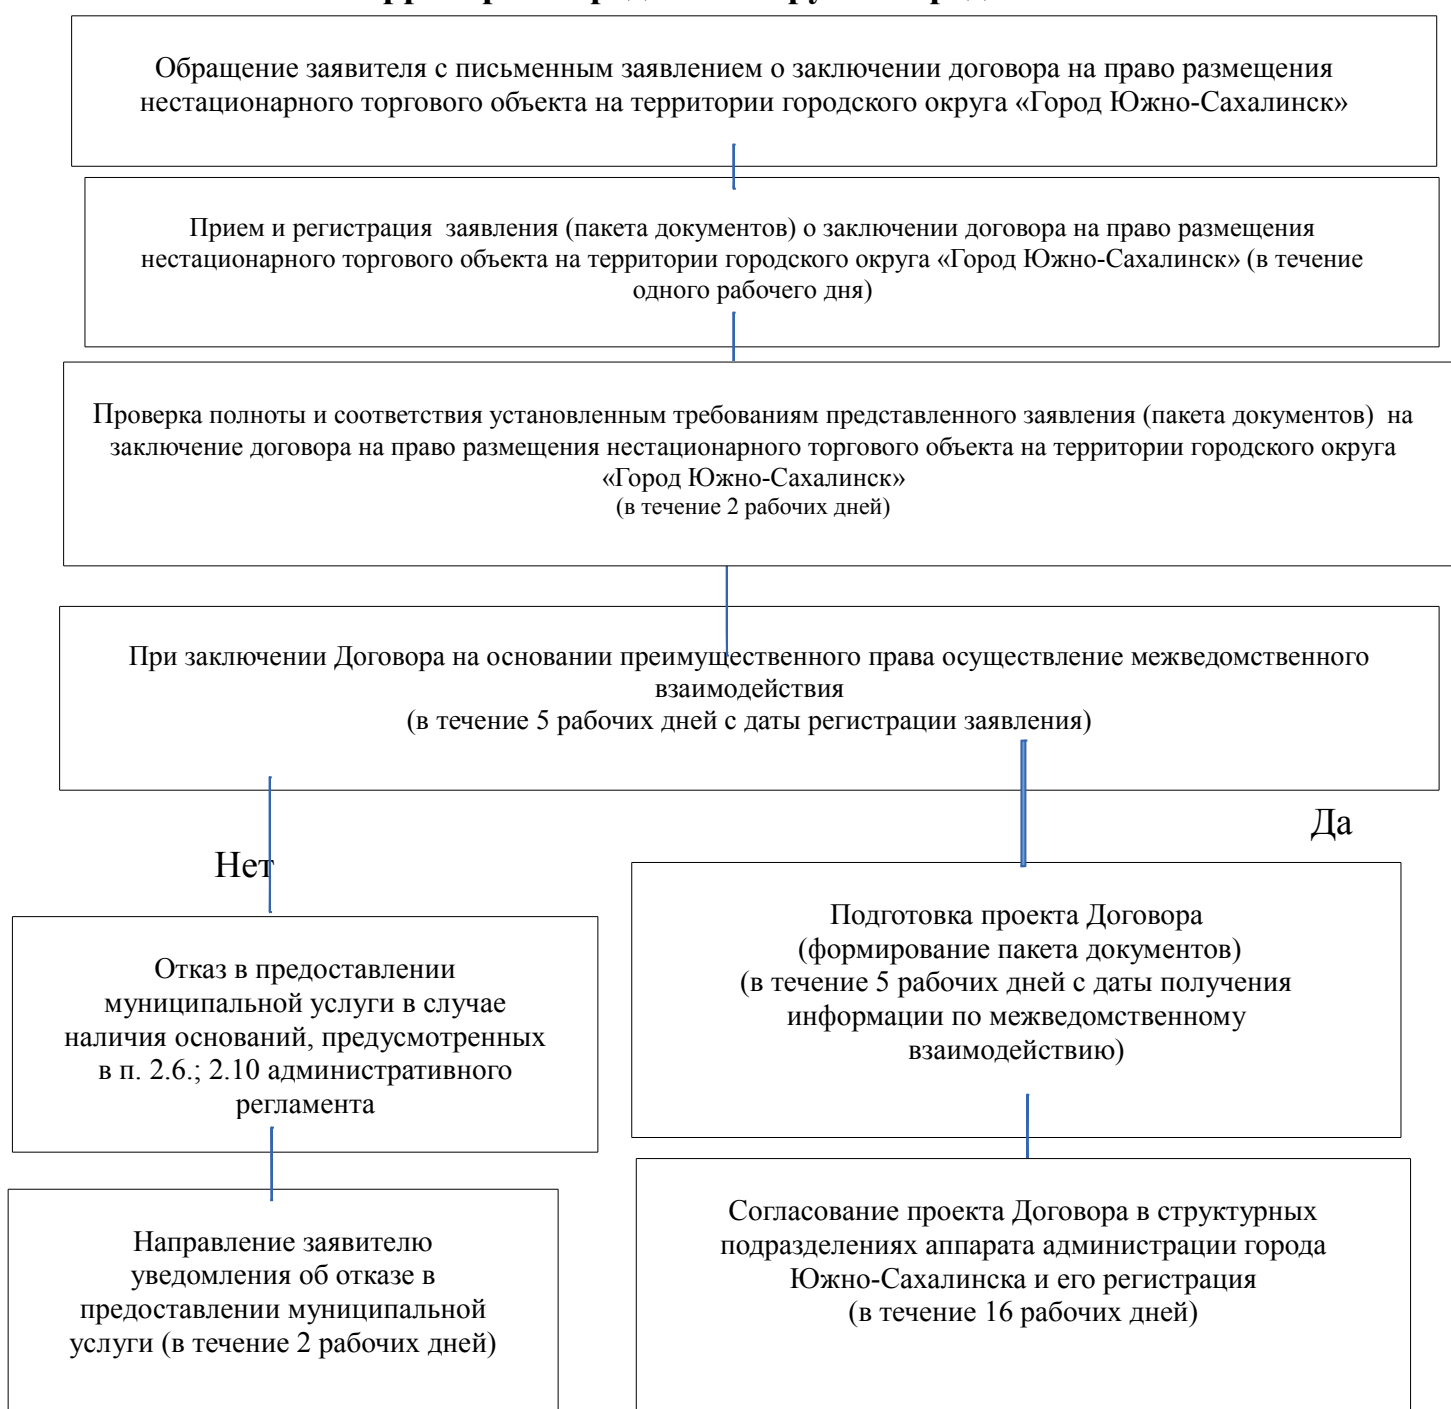 Обращение заявителя с письменным заявлением о заключении договора на право размещения
нестационарного торгового объекта на территории городского округа «Город Южно-Сахалинск»
Прием и регистрация заявления (пакета документов) о заключении договора на право размещения
нестационарного торгового объекта на территории городского округа «Город Южно-Сахалинск» (в течение
одного рабочего дня)
Проверка полноты и соответствия установленным требованиям представленного заявления (пакета документов) на
заключение договора на право размещения нестационарного торгового объекта на территории городского округа
«Город Южно-Сахалинск»
(в течение 2 рабочих дней)
При заключении Договора на основании преимущественного права осуществление межведомственного
взаимодействия
(в течение 5 рабочих дней с даты регистрации заявления)
Да
Нет
Подготовка проекта Договора
(формирование пакета документов)
(в течение 5 рабочих дней с даты получения
информации по межведомственному
взаимодействию)
Отказ в предоставлении
муниципальной услуги в случае
наличия оснований, предусмотренных
в п. 2.6.; 2.10 административного
регламента
Согласование проекта Договора в структурных
подразделениях аппарата администрации города
Южно-Сахалинска и его регистрация
(в течение 16 рабочих дней)
Направление заявителю
уведомления об отказе в
предоставлении муниципальной
услуги (в течение 2 рабочих дней)